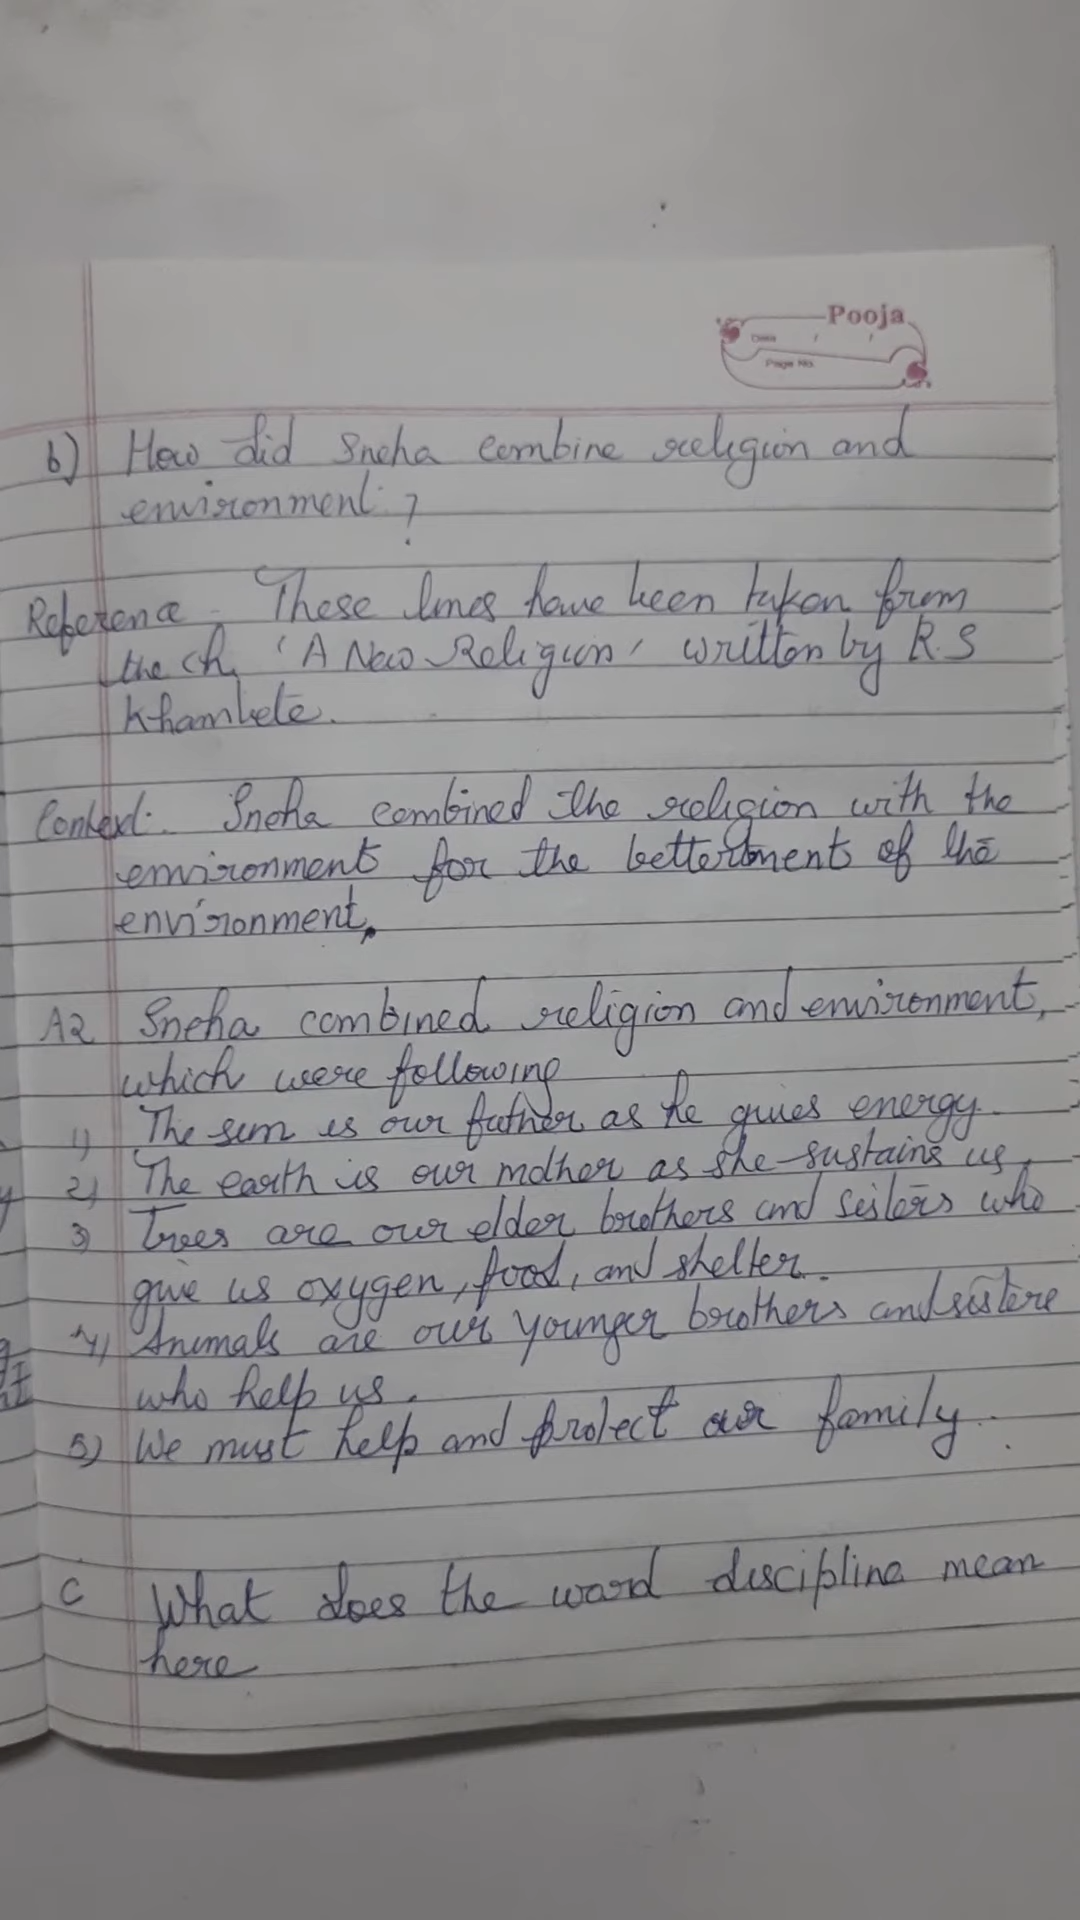 Pooja
Date / /
Page No.
b) How did Sneha combine religion and
environment ?
Reference - These lines have been taken from
the ch, 'A New Religion' written by R.S
Khambete.
Context:- Sneha combined the religion with the
environment for the betterments of the
environment.
A2 Sneha combined religion and environment,
which were following
1) The sun is our father as he gives energy.
2) The earth is our mother as she sustains us.
3) Trees are our elder brothers and sisters who
give us oxygen, food, and shelter.
4) Animals are our younger brothers and sisters
who help us.
5) We must help and protect our family.
C What does the word discipline mean
here